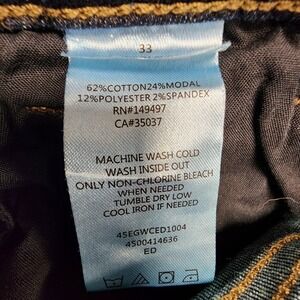 33
62%COTTON24%MODAL
12%POLYESTER 2%SPANDEX
RN#149497
CA#35037
MACHINE WASH COLD
WASH INSIDE OUT
ONLY NON-CHLORINE BLEACH
WHEN NEEDED
TUMBLE DRY LOW
COOL IRON IF NEEDED
45EGWCED1004
4500414636
ED